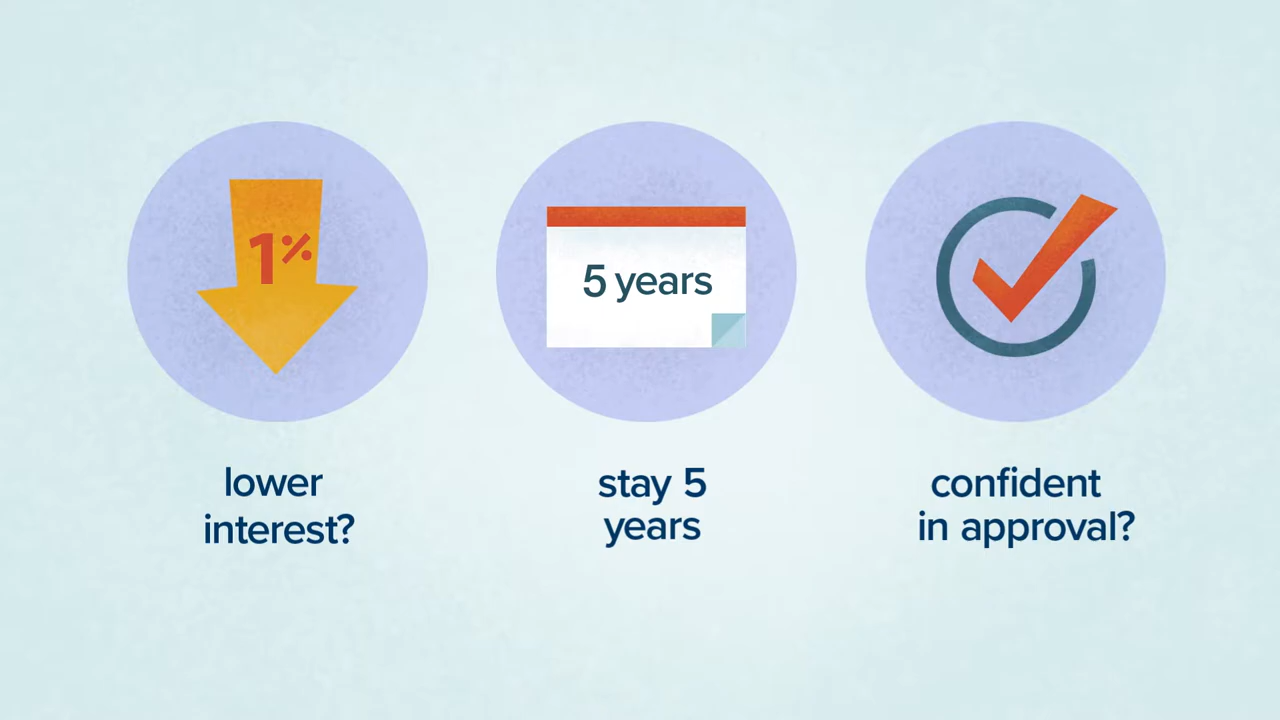 1%
5 years
lower
interest?
stay 5
years
confident
in approval?